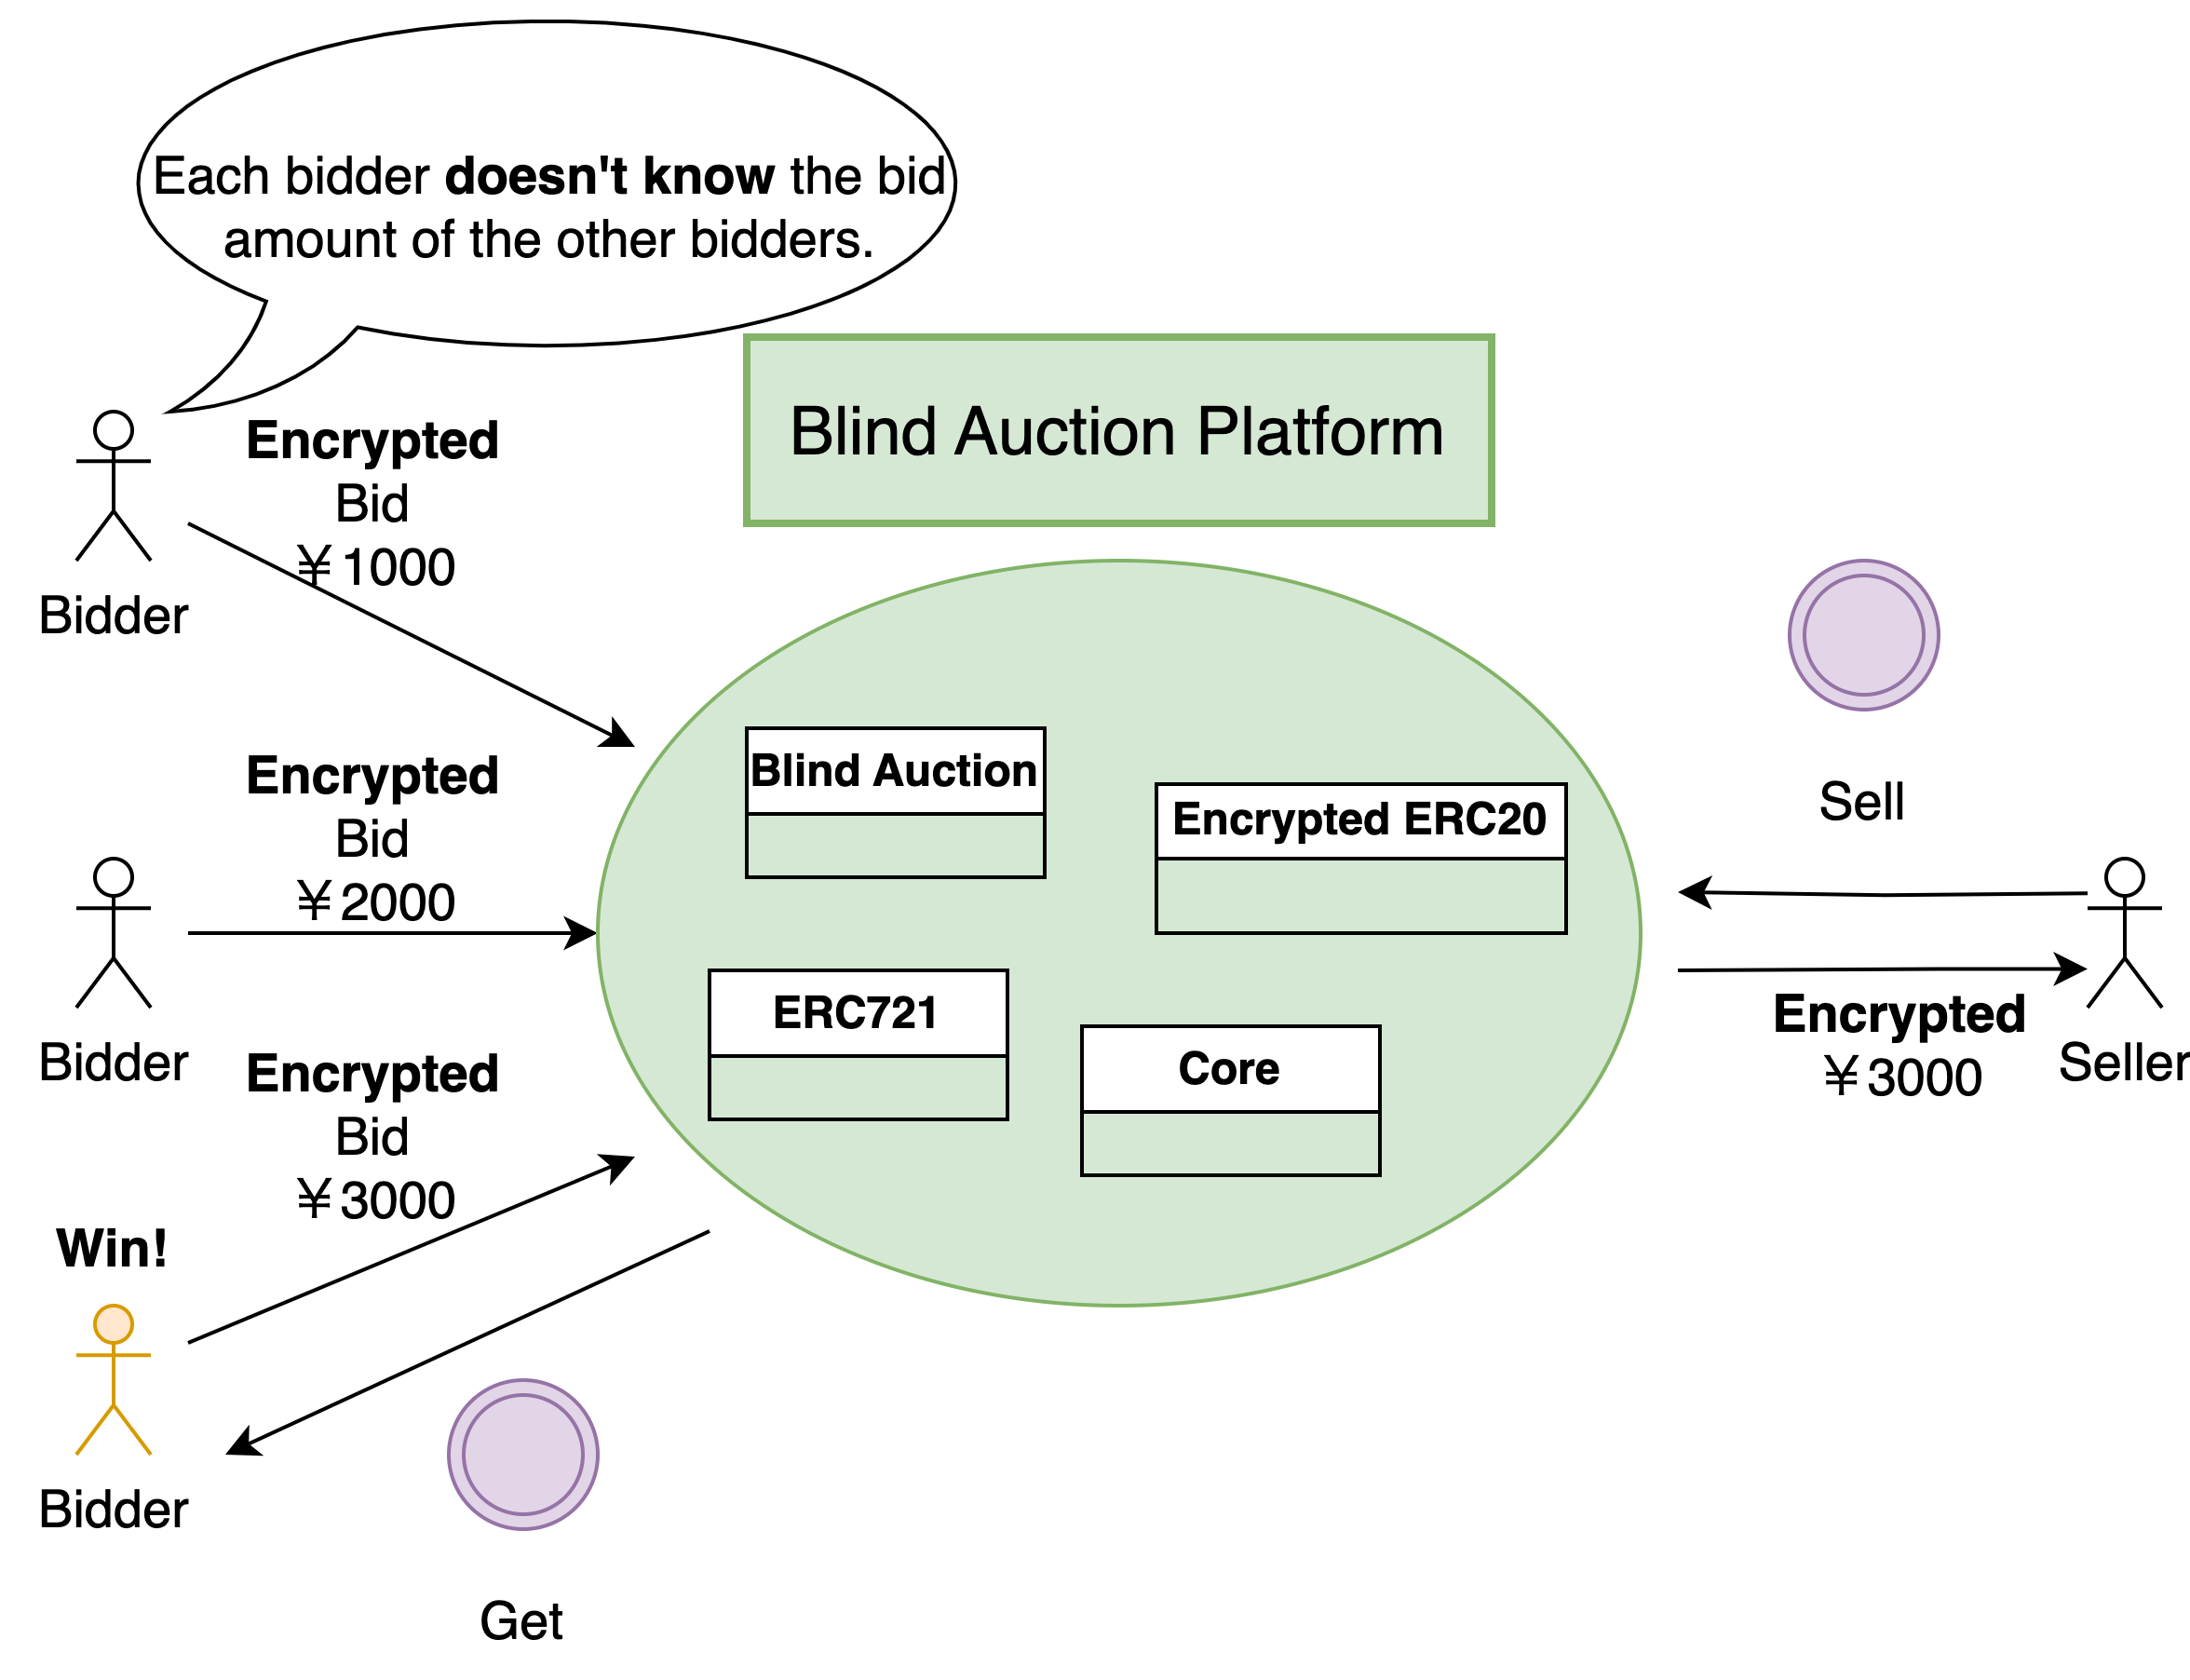 Each bidder doesn't know the bid
amount of the other bidders.
Blind Auction Platform
Encrypted
Bid
￥1000
Bidder
Encrypted
Bid
￥2000
Bidder
Encrypted
Bid
￥3000
Win!
Bidder
Get
Blind Auction
Encrypted ERC20
ERC721
Core
Sell
Encrypted
￥3000
Seller